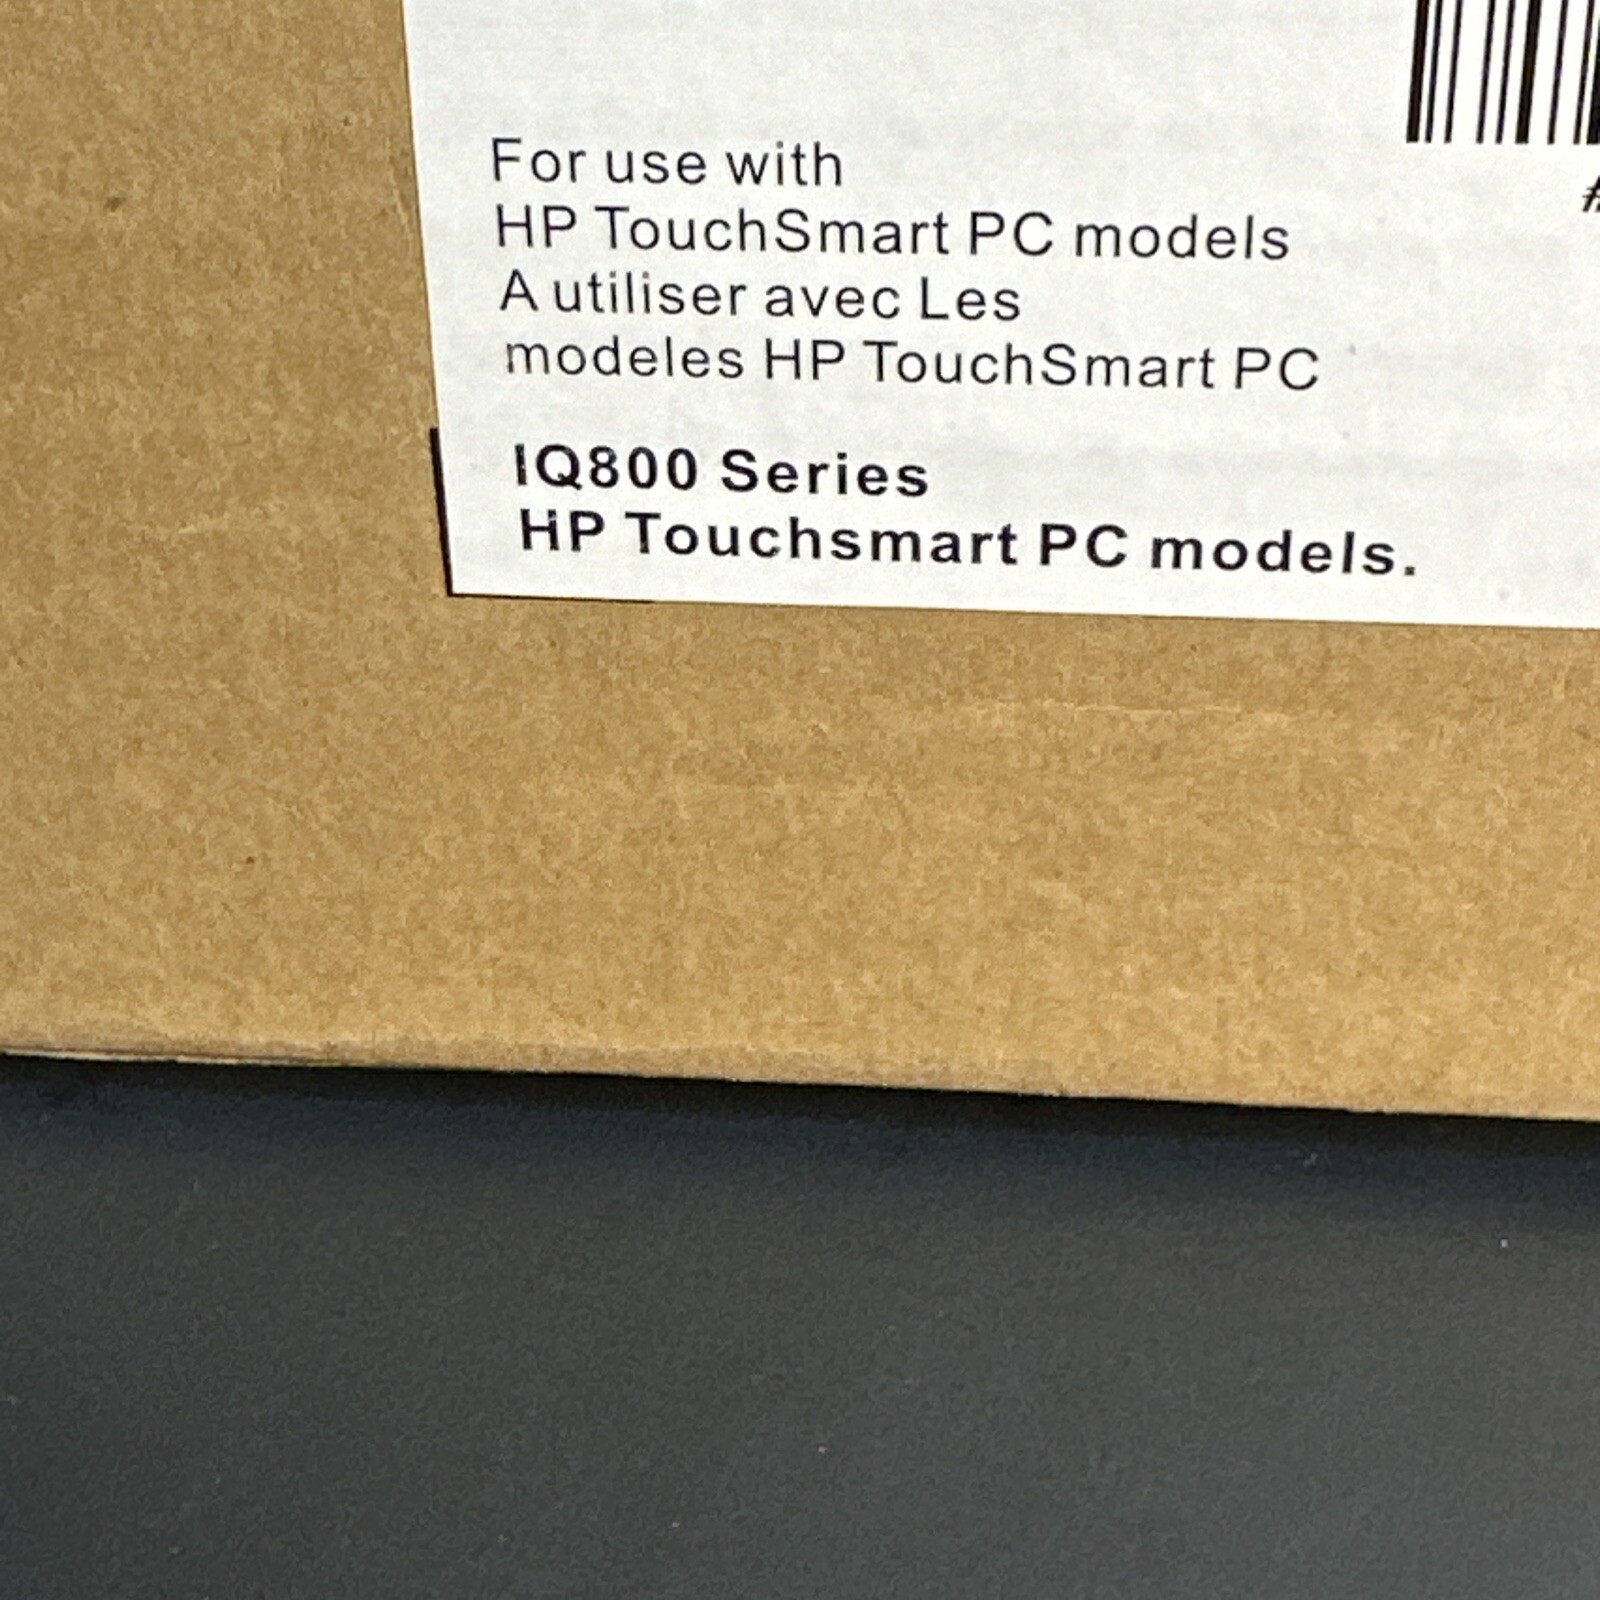 For use with
HP TouchSmart PC models
A utiliser avec Les
modeles HP TouchSmart PC
IQ800 Series
HP Touchsmart PC models.